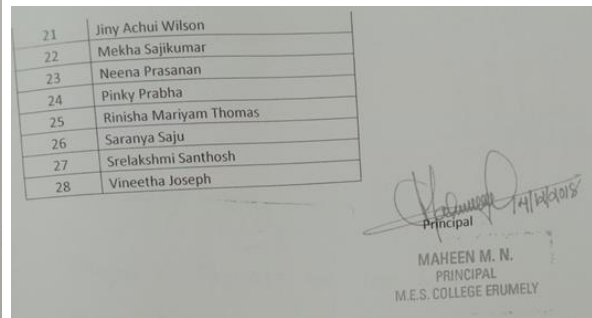 21 Jiny Achui Wilson
22 Mekha Sajikumar
23 Neena Prasanan
24 Pinky Prabha
25 Rinisha Mariyam Thomas
26 Saranya Saju
27 Srelakshmi Santhosh
28 Vineetha Joseph
Principal
MAHEEN M. N.
PRINCIPAL
M.E.S. COLLEGE ERUMELY